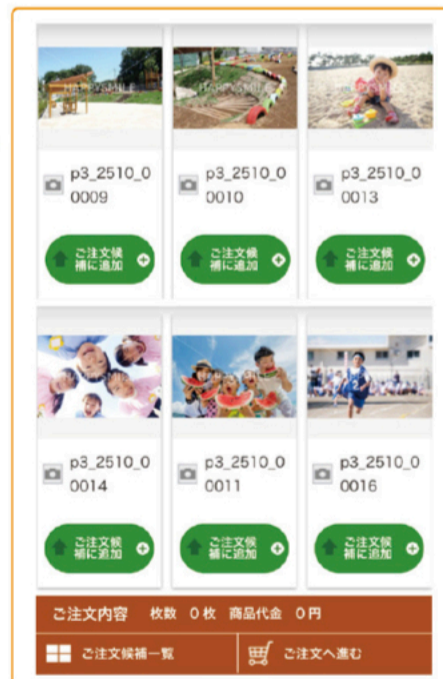 HAPPYSMILE
HAPPYSMILE
p3_2510_0
0009
p3_2510_0
0010
p3_2510_0
0013
ご注文候
補に追加
ご注文候
補に追加
ご注文候
補に追加
p3_2510_0
0014
p3_2510_0
0011
p3_2510_0
0016
ご注文候
補に追加
ご注文候
補に追加
ご注文候
補に追加
ご注文内容 枚数 0枚 商品代金 0円
ご注文候補一覧
ご注文へ進む